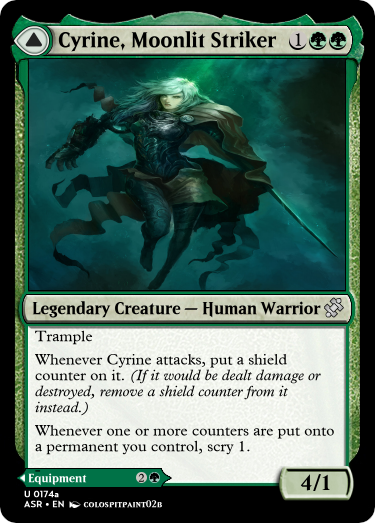 Cyrine, Moonlit Striker 1
Legendary Creature — Human Warrior
Trample
Whenever Cyrine attacks, put a shield
counter on it. (If it would be dealt damage or
destroyed, remove a shield counter from it
instead.)
Whenever one or more counters are put onto
a permanent you control, scry 1.
Equipment 2
4/1
U 0174a
ASR • EN COLOSPITPAINT02B